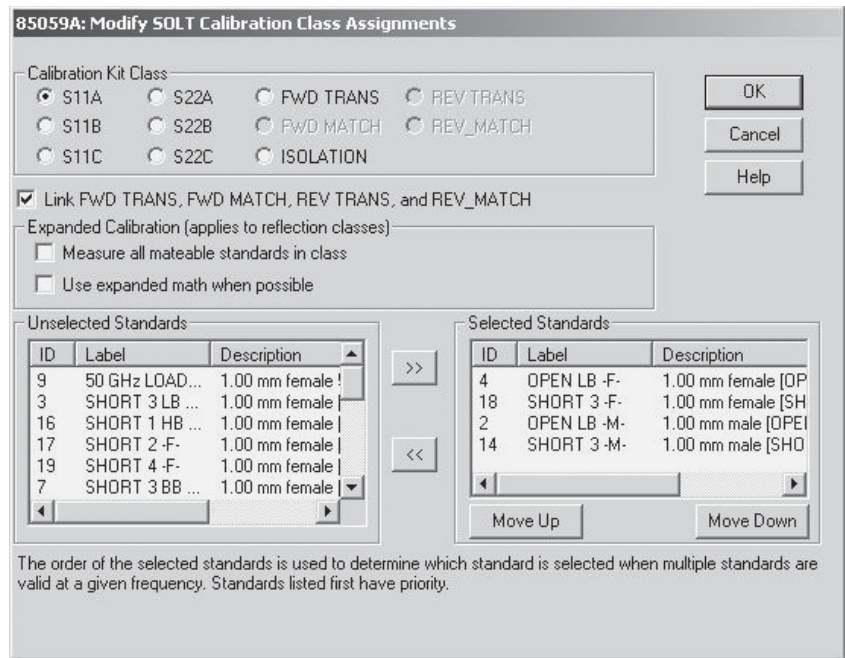 85059A: Modify SOLT Calibration Class Assignments
Calibration Kit Class
S11A S22A FWD TRANS REV TRANS
S11B S22B FWD MATCH REV_MATCH
S11C S22C ISOLATION
OK
Cancel
Help
Link FWD TRANS, FWD MATCH, REV TRANS, and REV_MATCH
Expanded Calibration (applies to reflection classes)
Measure all mateable standards in class
Use expanded math when possible
Unselected Standards
ID Label Description
9 50 GHz LOAD... 1.00 mm female
3 SHORT 3 LB ... 1.00 mm female [
16 SHORT 1 HB ... 1.00 mm female [
17 SHORT 2 -F- 1.00 mm female [
19 SHORT 4 -F- 1.00 mm female [
7 SHORT 3 BB ... 1.00 mm female [
>>
<<
Selected Standards
ID Label Description
4 OPEN LB -F- 1.00 mm female [OP
18 SHORT 3 -F- 1.00 mm female [SH
2 OPEN LB -M- 1.00 mm male [OPE
14 SHORT 3 -M- 1.00 mm male [SHO
Move Up Move Down
The order of the selected standards is used to determine which standard is selected when multiple standards are
valid at a given frequency. Standards listed first have priority.